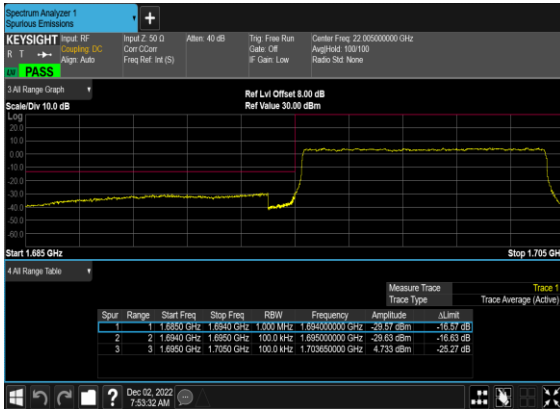 Spectrum Analyzer 1
Spurious Emissions
+
KEYSIGHT Input: RF Input Z: 50 Ω Atten: 40 dB Trig: Free Run Center Freq: 22.005000000 GHz
R T Coupling: DC Corr CCorr Gate: Off Avg|Hold: 100/100
Align: Auto Freq Ref: Int (S) IF Gain: Low Radio Std: None
PASS
3 All Range Graph
Ref Lvl Offset 8.00 dB
Scale/Div 10.0 dB Ref Value 30.00 dBm
Log
20.0
10.0
0.00
-10.0
-20.0
-30.0
-40.0
-50.0
-60.0
Start 1.685 GHz Stop 1.705 GH
4 All Range Table
Measure Trace Trace 1
Trace Type Trace Average (Active)
Spur Range Start Freq Stop Freq RBW Frequency Amplitude ΔLimit
1 1 1.6850 GHz 1.6940 GHz 1.000 MHz 1.694000000 GHz -29.57 dBm -16.57 dB
2 2 1.6940 GHz 1.6950 GHz 100.0 kHz 1.695000000 GHz -29.63 dBm -16.63 dB
3 3 1.6950 GHz 1.7050 GHz 100.0 kHz 1.703650000 GHz 4.733 dBm -25.27 dB
? Dec 02, 2022
7:53:32 AM